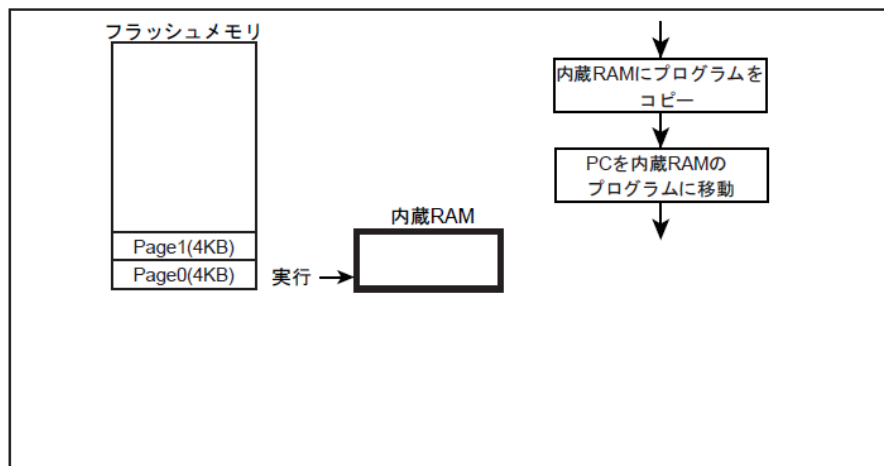 フラッシュメモリ
Page1(4KB)
Page0(4KB)
実行
内蔵RAM
内蔵RAMにプログラムを
コピー
PCを内蔵RAMの
プログラムに移動